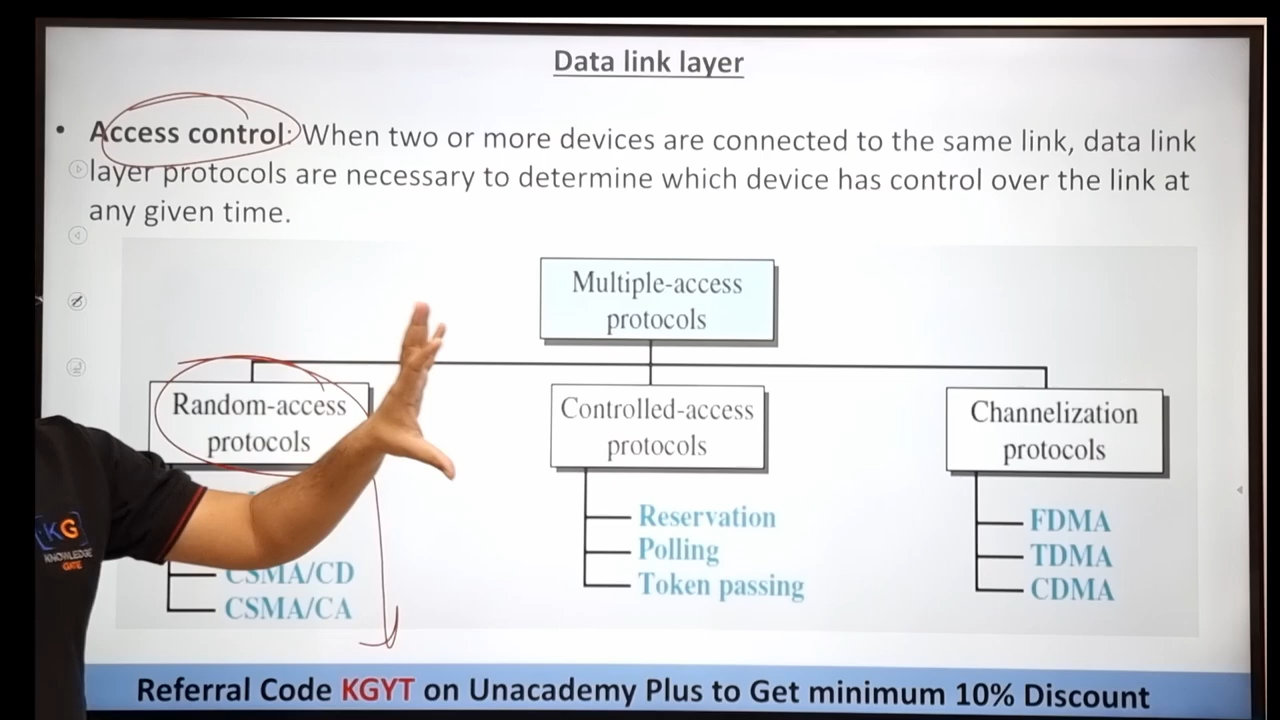 Data link layer
• Access control: When two or more devices are connected to the same link, data link
layer protocols are necessary to determine which device has control over the link at
any given time.
Multiple-access
protocols
Random-access
protocols
CSMA/CD
CSMA/CA
Controlled-access
protocols
Reservation
Polling
Token passing
Channelization
protocols
FDMA
TDMA
CDMA
KG
KNOWLEDGE
GATE
Referral Code KGYT on Unacademy Plus to Get minimum 10% Discount